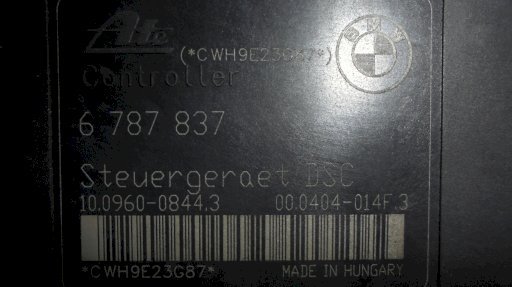 Ate (*CWH9E23G87*) BMW
Controller
6 787 837
Steuergeraet DSC
10.0960-0844.3 00.0404-014F.3
*CWH9E23G87* MADE IN HUNGARY